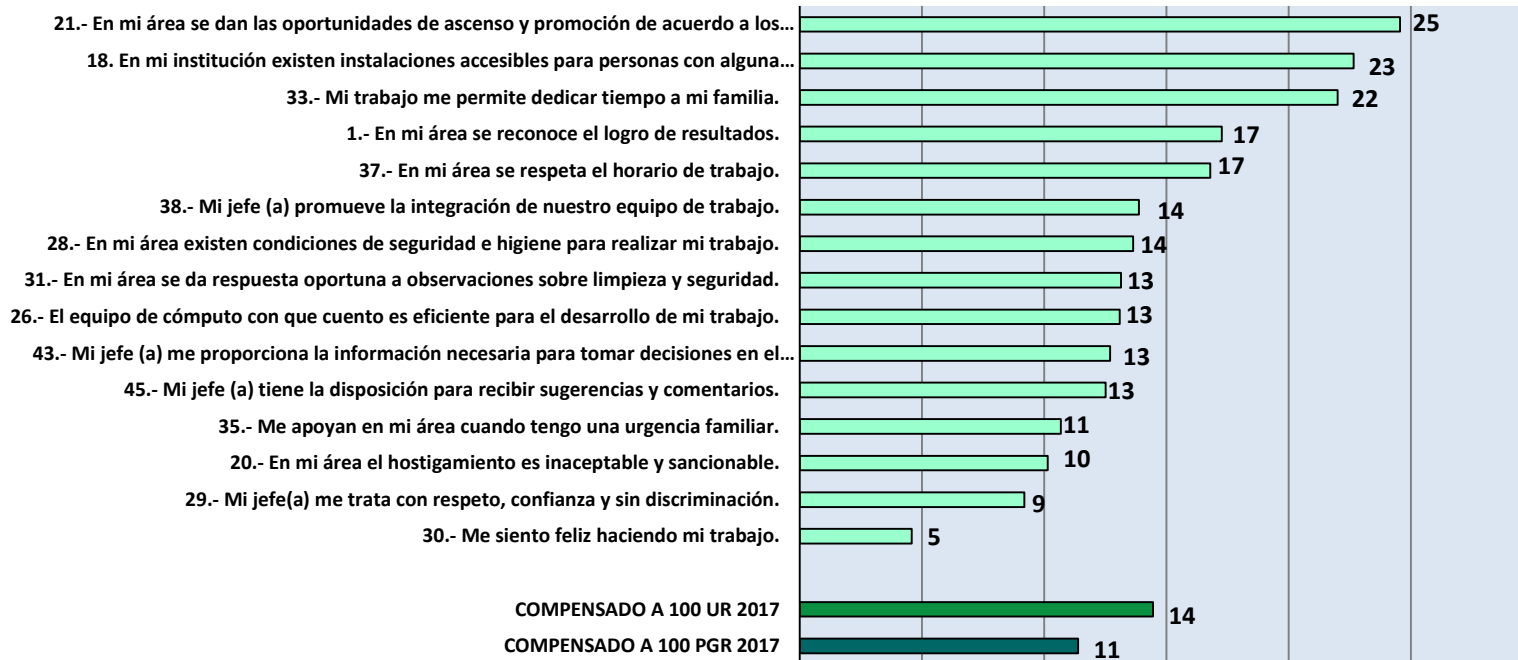 21.- En mi área se dan las oportunidades de ascenso y promoción de acuerdo a los... 25
18. En mi institución existen instalaciones accesibles para personas con alguna... 23
33.- Mi trabajo me permite dedicar tiempo a mi familia. 22
1.- En mi área se reconoce el logro de resultados. 17
37.- En mi área se respeta el horario de trabajo. 17
38.- Mi jefe (a) promueve la integración de nuestro equipo de trabajo. 14
28.- En mi área existen condiciones de seguridad e higiene para realizar mi trabajo. 14
31.- En mi área se da respuesta oportuna a observaciones sobre limpieza y seguridad. 13
26.- El equipo de cómputo con que cuento es eficiente para el desarrollo de mi trabajo. 13
43.- Mi jefe (a) me proporciona la información necesaria para tomar decisiones en el... 13
45.- Mi jefe (a) tiene la disposición para recibir sugerencias y comentarios. 13
35.- Me apoyan en mi área cuando tengo una urgencia familiar. 11
20.- En mi área el hostigamiento es inaceptable y sancionable. 10
29.- Mi jefe(a) me trata con respeto, confianza y sin discriminación. 9
30.- Me siento feliz haciendo mi trabajo. 5
COMPENSADO A 100 UR 2017 14
COMPENSADO A 100 PGR 2017 11